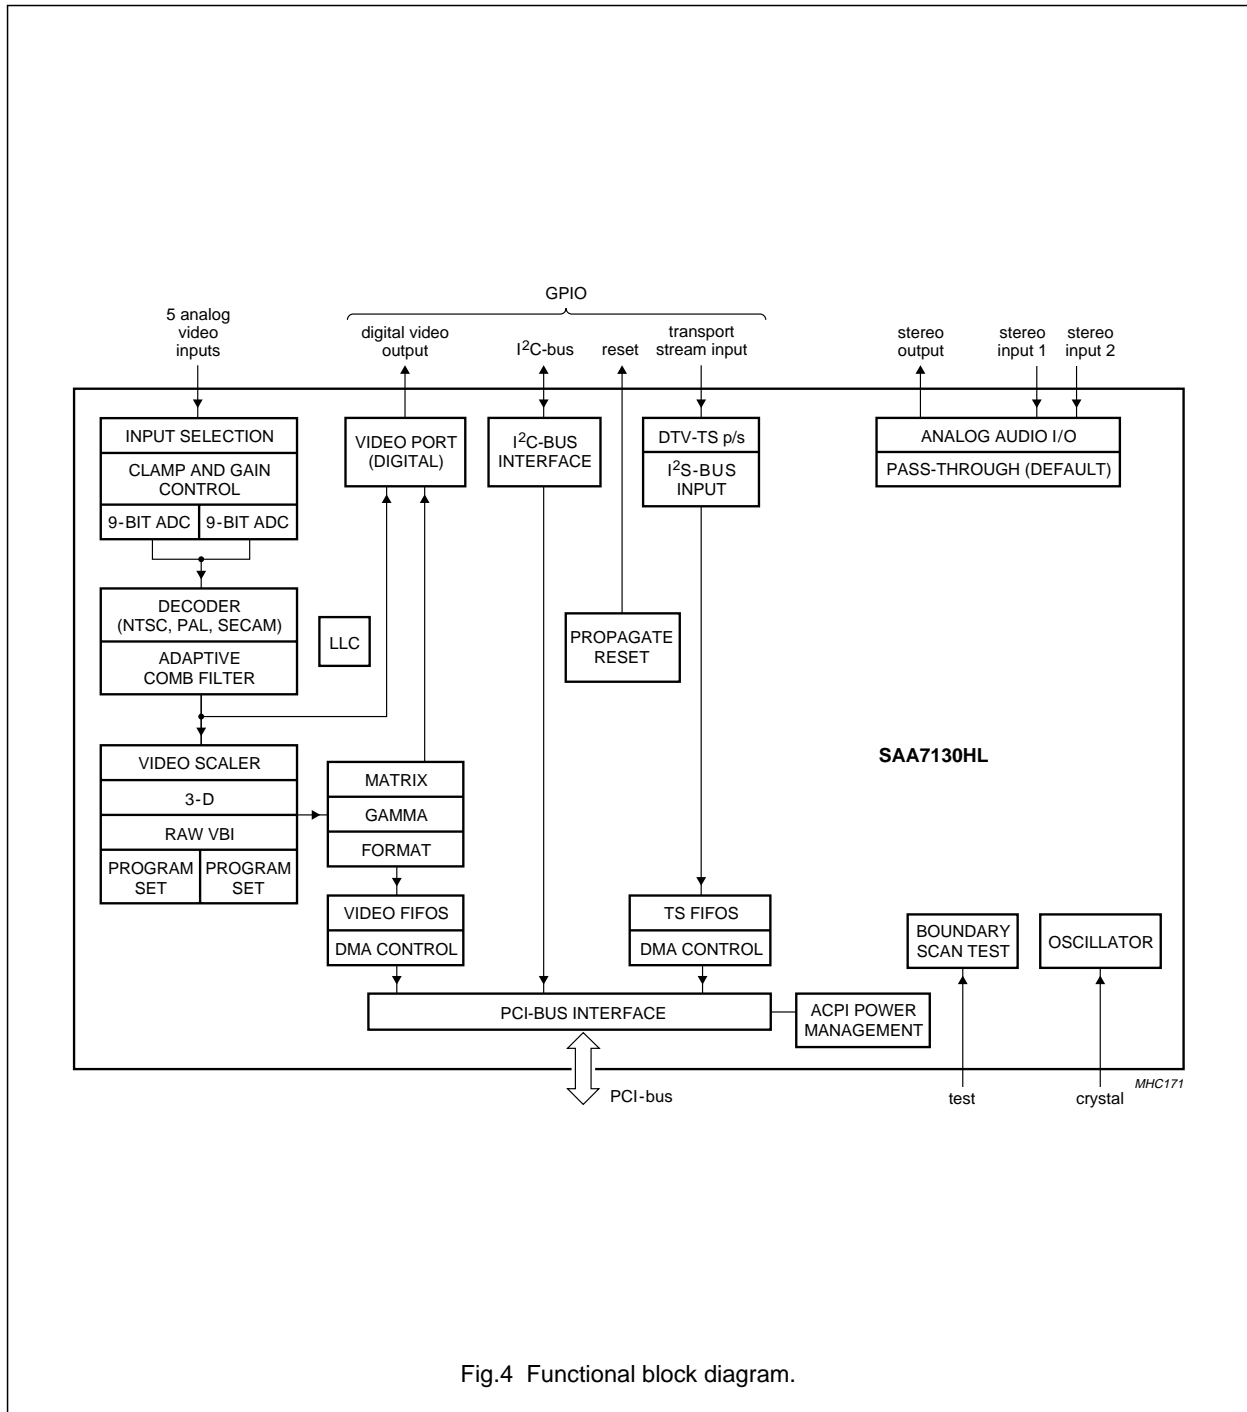 GPIO
5 analog
video
inputs
digital video
output
I²C-bus
reset
transport
stream input
stereo
output
stereo
input 1
stereo
input 2
INPUT SELECTION
CLAMP AND GAIN
CONTROL
9-BIT ADC
9-BIT ADC
VIDEO PORT
(DIGITAL)
I²C-BUS
INTERFACE
DTV-TS p/s
I²S-BUS
INPUT
ANALOG AUDIO I/O
PASS-THROUGH (DEFAULT)
DECODER
(NTSC, PAL, SECAM)
ADAPTIVE
COMB FILTER
LLC
PROPAGATE
RESET
VIDEO SCALER
3-D
RAW VBI
PROGRAM
SET
PROGRAM
SET
MATRIX
GAMMA
FORMAT
SAA7130HL
VIDEO FIFOS
DMA CONTROL
TS FIFOS
DMA CONTROL
BOUNDARY
SCAN TEST
OSCILLATOR
PCI-BUS INTERFACE
ACPI POWER
MANAGEMENT
PCI-bus
test
crystal
MHC171
Fig.4 Functional block diagram.